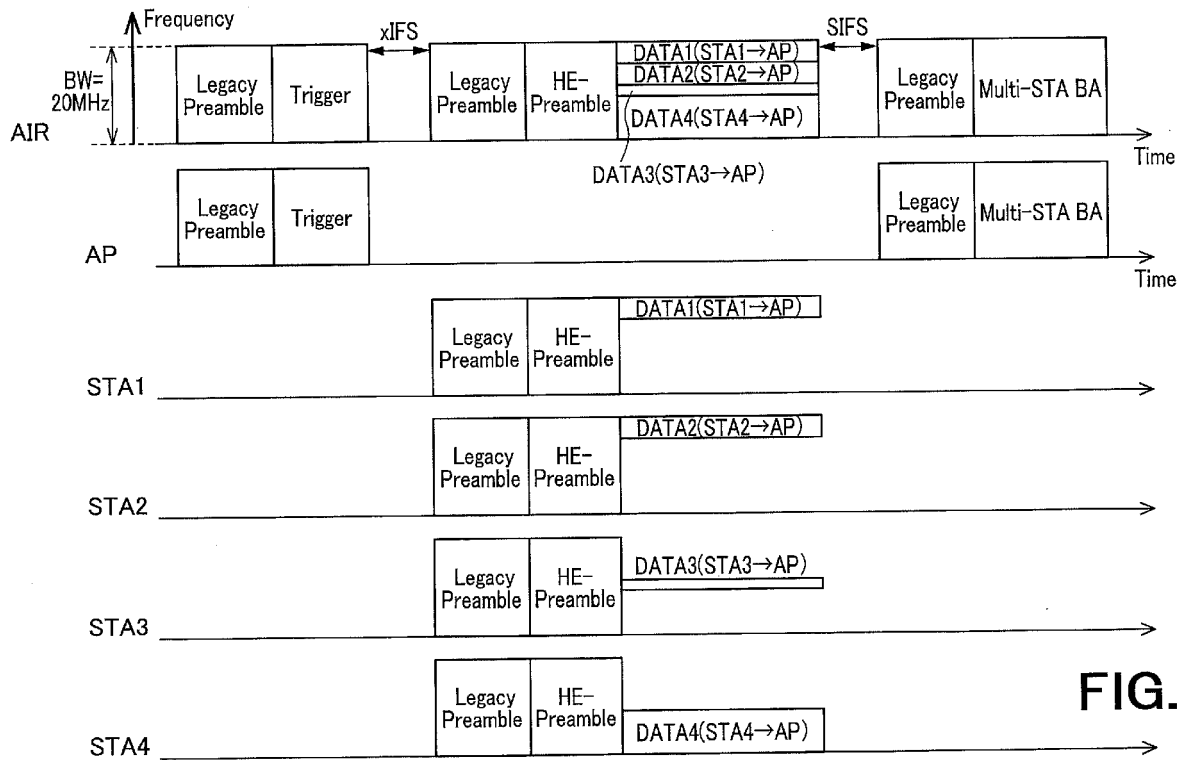 Frequency
BW=
20MHz
xIFS
SIFS
Legacy
Preamble
Trigger
Legacy
Preamble
HE-
Preamble
DATA1(STA1→AP)
DATA2(STA2→AP)
DATA4(STA4→AP)
Legacy
Preamble
Multi-STA BA
AIR
Time
DATA3(STA3→AP)
Legacy
Preamble
Trigger
Legacy
Preamble
Multi-STA BA
AP
Time
Legacy
Preamble
HE-
Preamble
DATA1(STA1→AP)
STA1
Legacy
Preamble
HE-
Preamble
DATA2(STA2→AP)
STA2
Legacy
Preamble
HE-
Preamble
DATA3(STA3→AP)
STA3
Legacy
Preamble
HE-
Preamble
DATA4(STA4→AP)
STA4
FIG.